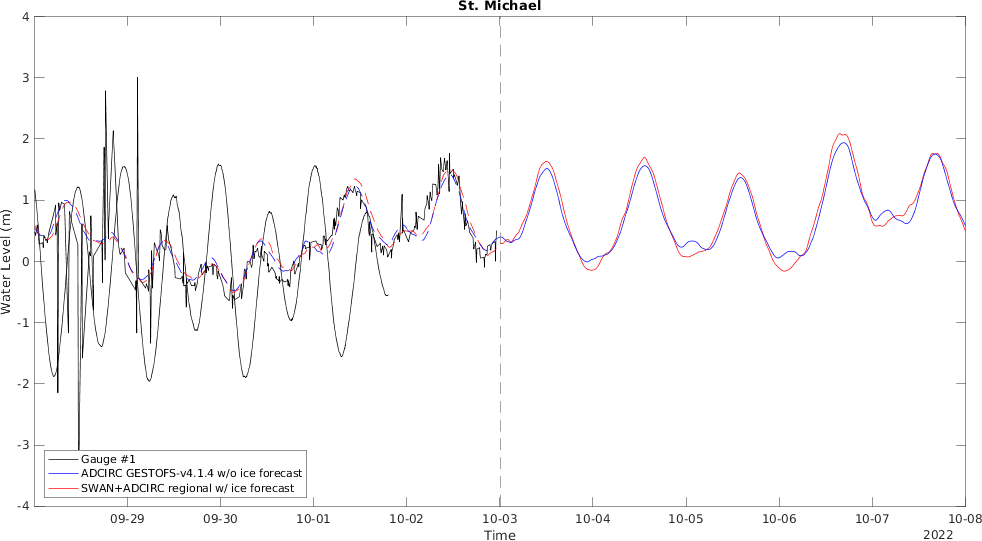 St. Michael
4
3
2
1
0
-1
-2
-3
-4
Water Level (m)
Gauge #1
ADCIRC GESTOFS-v4.1.4 w/o ice forecast
SWAN+ADCIRC regional w/ ice forecast
09-29 09-30 10-01 10-02 10-03 10-04 10-05 10-06 10-07 10-08
Time
2022